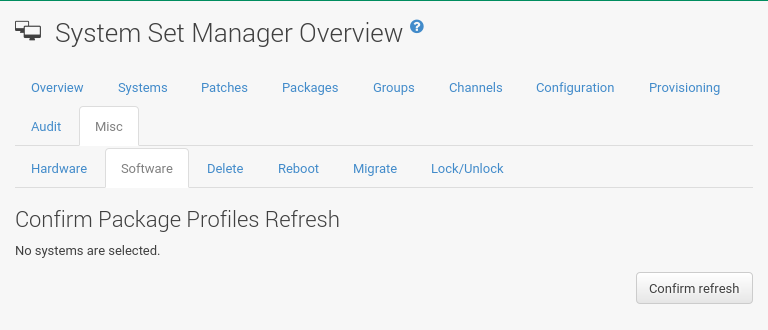 System Set Manager Overview ?
Overview Systems Patches Packages Groups Channels Configuration Provisioning
Audit Misc
Hardware Software Delete Reboot Migrate Lock/Unlock
Confirm Package Profiles Refresh
No systems are selected.
Confirm refresh